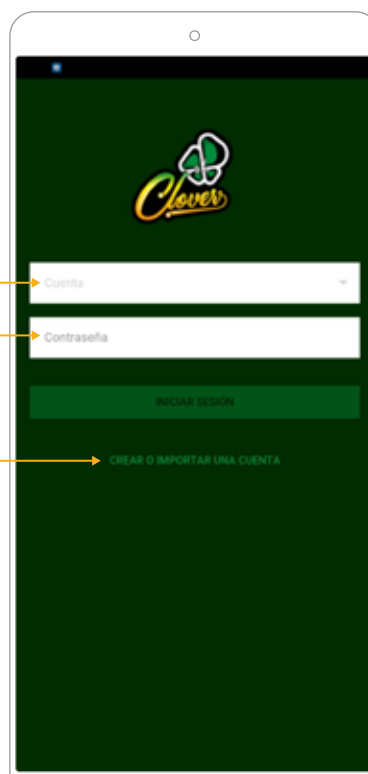 Clover
Cuenta
Contraseña
INICIAR SESIÓN
CREAR O IMPORTAR UNA CUENTA